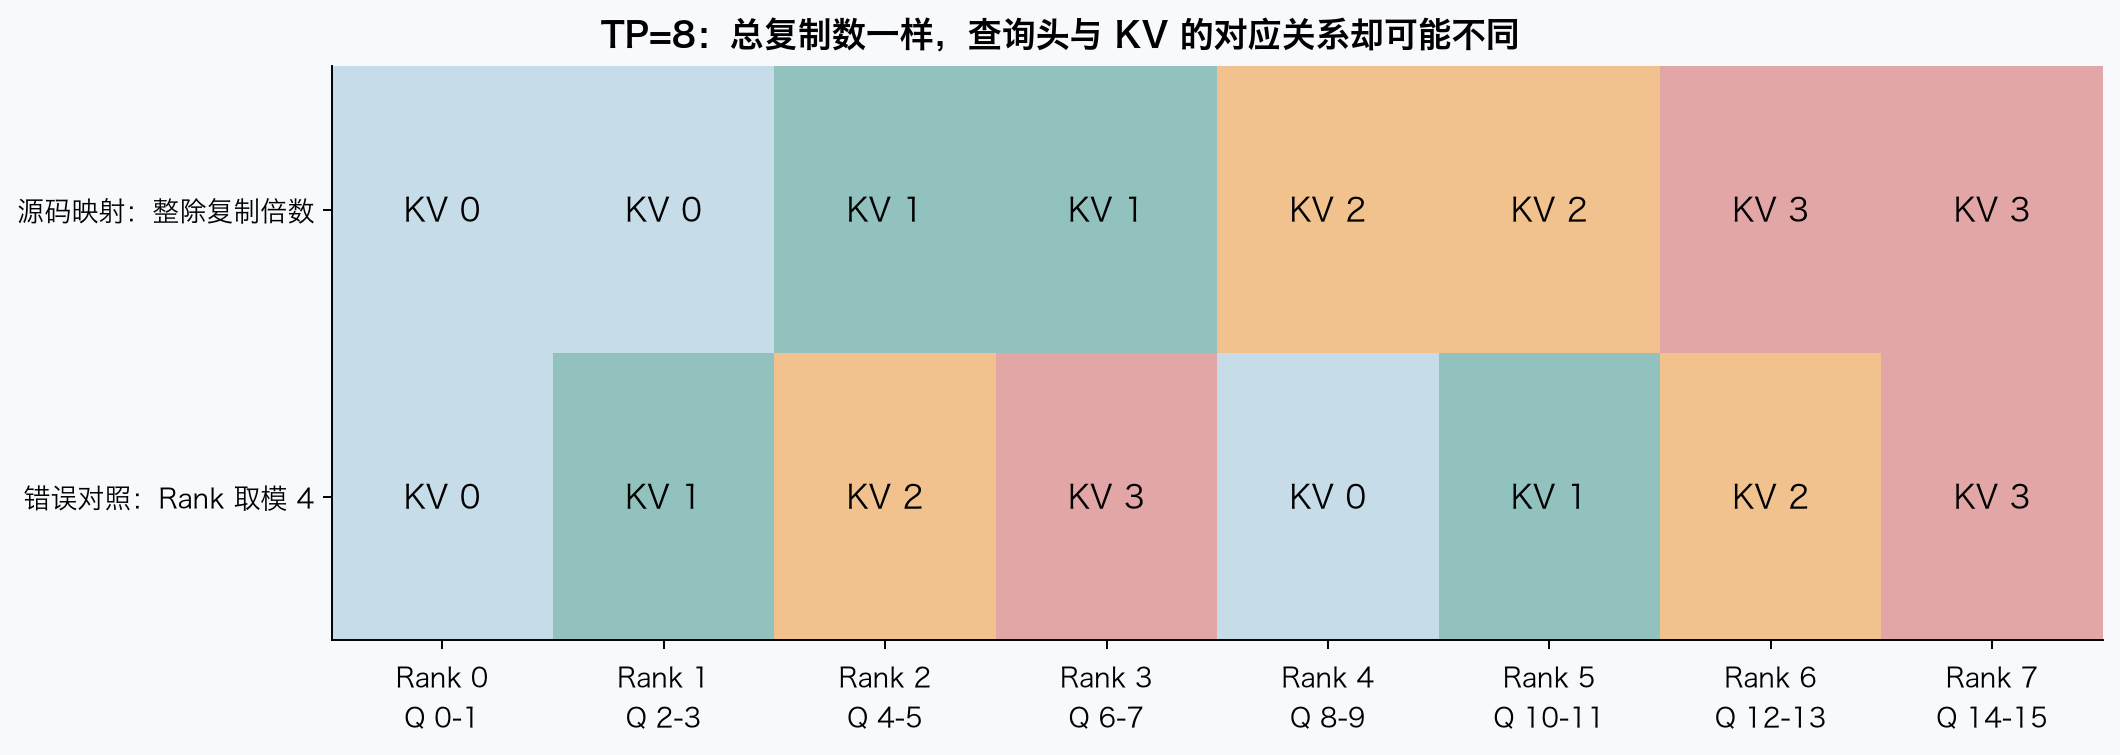 TP=8：总复制数一样，查询头与 KV 的对应关系却可能不同
源码映射：整除复制倍数
KV 0 KV 0 KV 1 KV 1 KV 2 KV 2 KV 3 KV 3
错误对照：Rank 取模 4
KV 0 KV 1 KV 2 KV 3 KV 0 KV 1 KV 2 KV 3
Rank 0 Rank 1 Rank 2 Rank 3 Rank 4 Rank 5 Rank 6 Rank 7
Q 0-1 Q 2-3 Q 4-5 Q 6-7 Q 8-9 Q 10-11 Q 12-13 Q 14-15